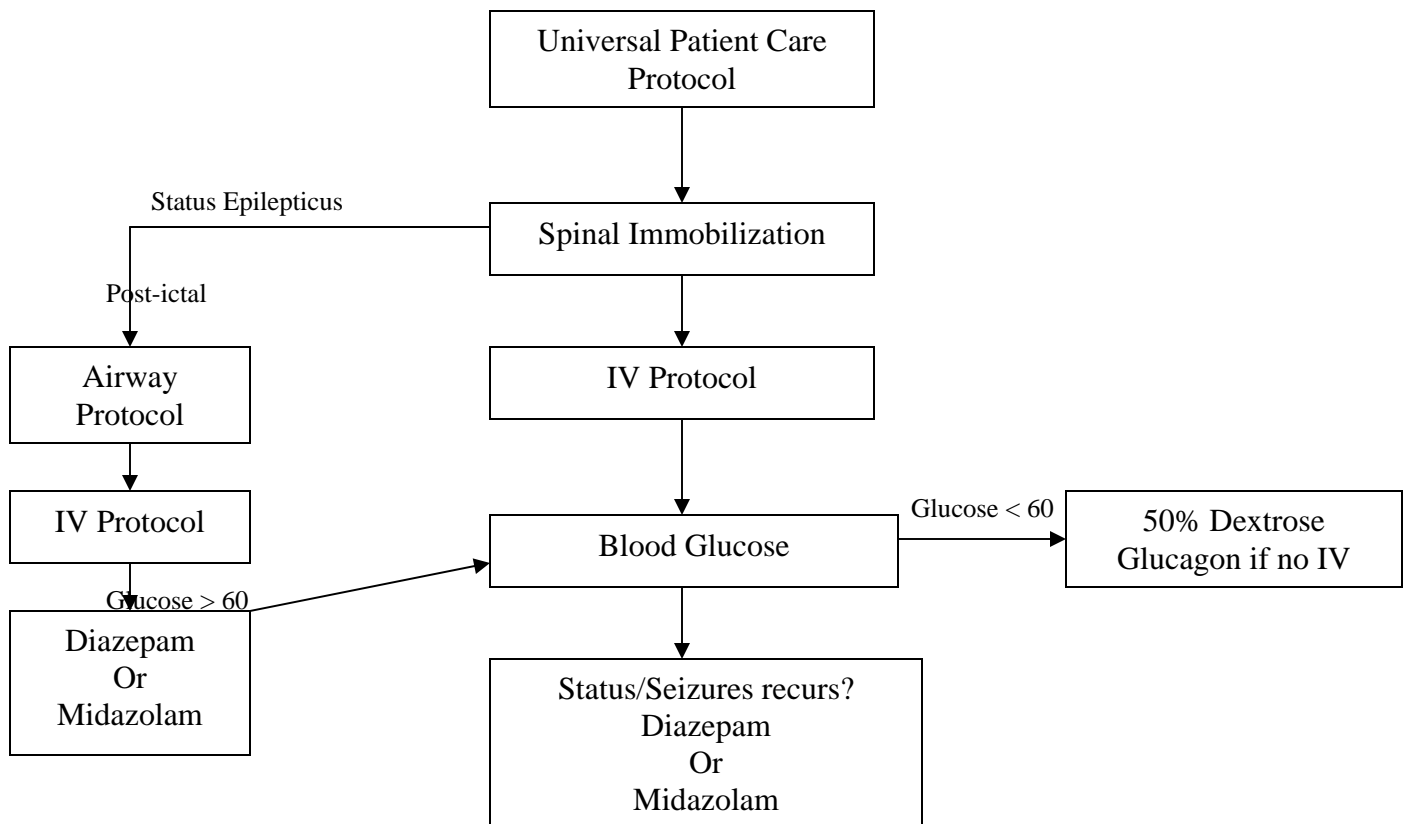 Universal Patient Care
Protocol
Status Epilepticus
Spinal Immobilization
Post-ictal
Airway
Protocol
IV Protocol
IV Protocol
Glucose < 60
50% Dextrose
Glucagon if no IV
Blood Glucose
Glucose > 60
Diazepam
Or
Midazolam
Status/Seizures recurs?
Diazepam
Or
Midazolam